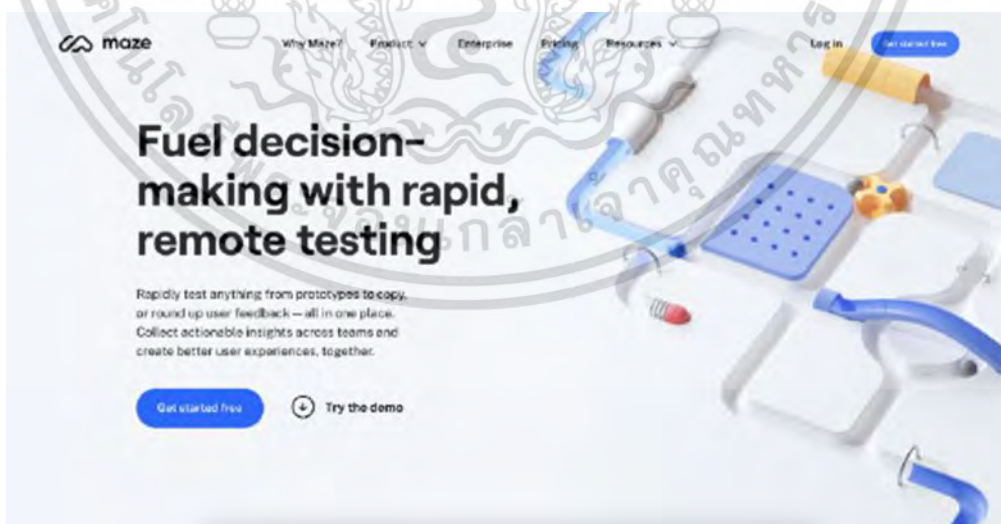 maze
Why Maze? Product Enterprise Pricing Resources Log in Get started free
Fuel decision-
making with rapid,
remote testing
Rapidly test anything from prototypes to copy,
or round up user feedback — all in one place.
Collect actionable insights across teams and
create better user experiences, together.
Get started free Try the demo